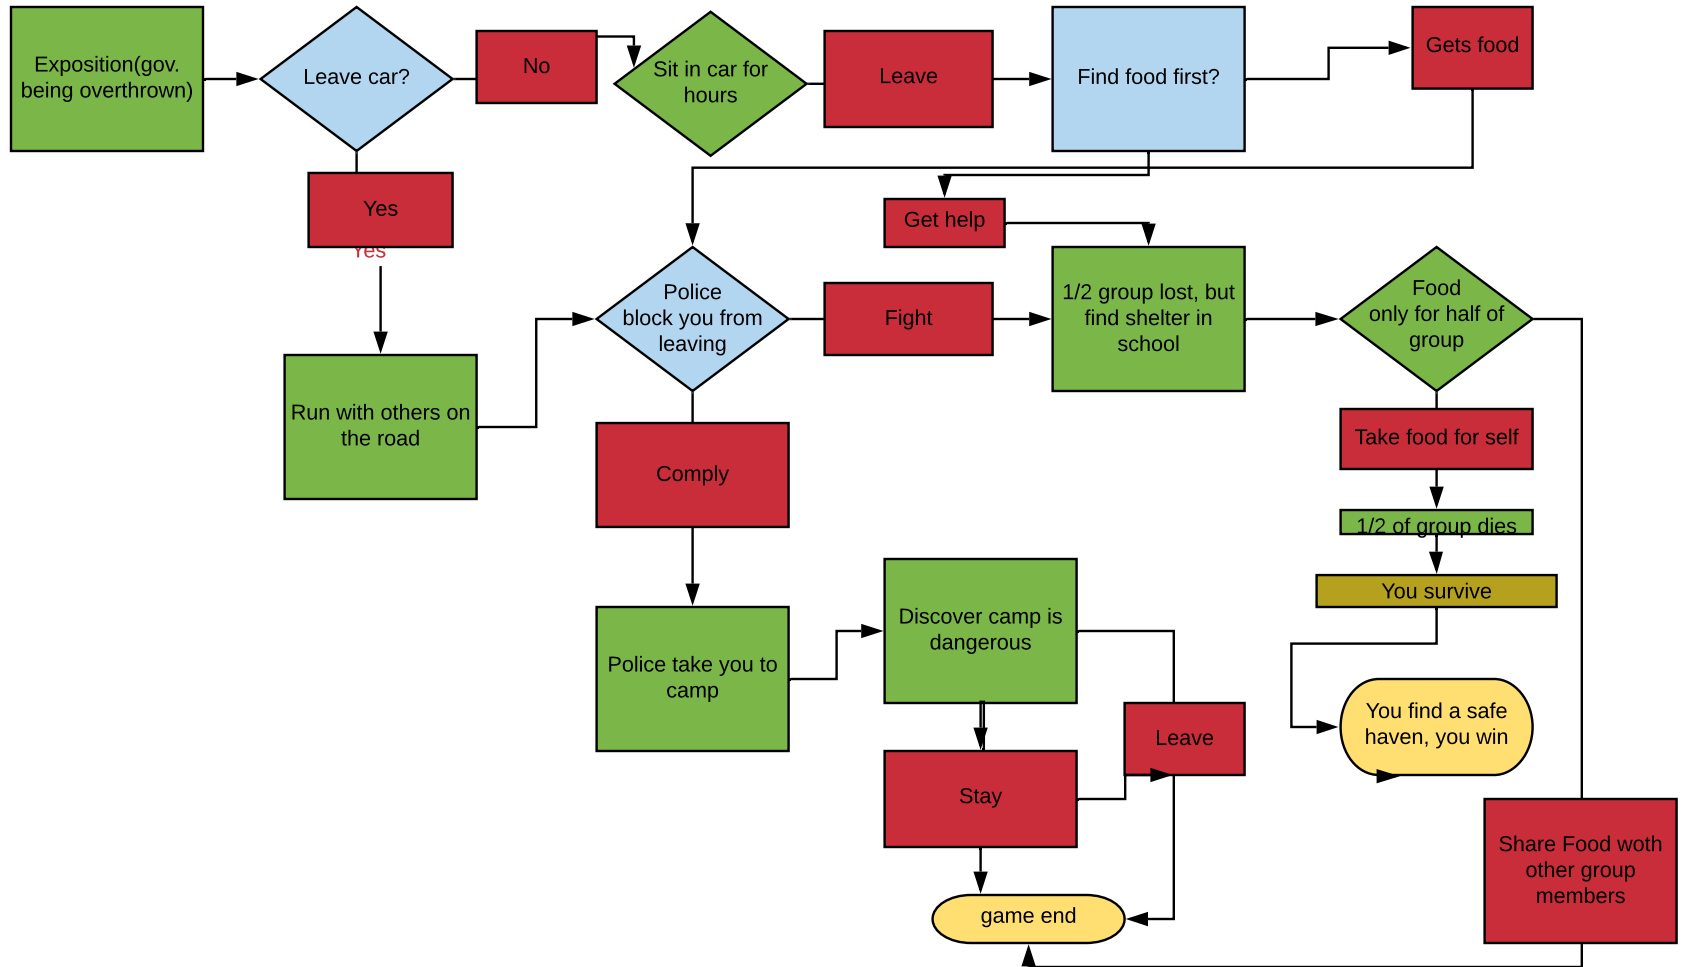 Exposition(gov.
being overthrown)
Leave car?
No
Sit in car for
hours
Leave
Find food first?
Gets food
Yes
Yes
Get help
Police
block you from
leaving
Fight
1/2 group lost, but
find shelter in
school
Food
only for half of
group
Run with others on
the road
Comply
Take food for self
1/2 of group dies
You survive
Police take you to
camp
Discover camp is
dangerous
Leave
You find a safe
haven, you win
Stay
Share Food woth
other group
members
game end